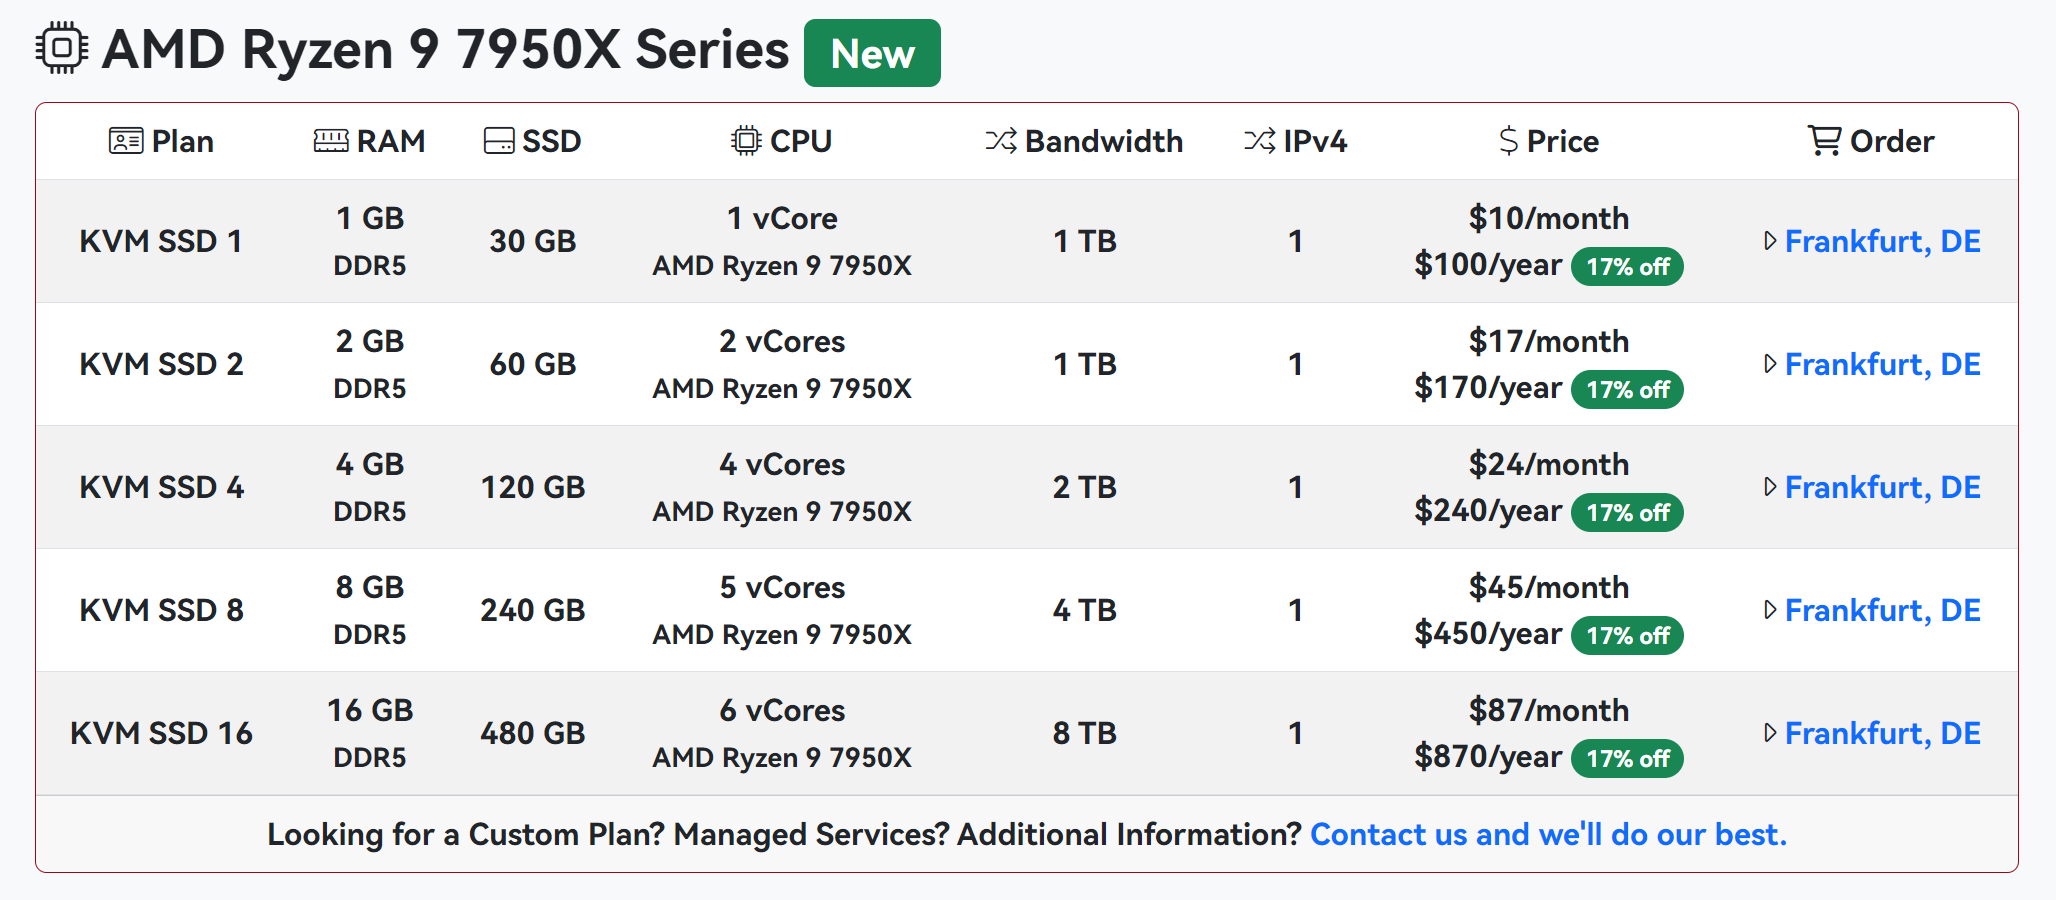 AMD Ryzen 9 7950X Series New
Plan RAM SSD CPU Bandwidth IPv4 Price Order
KVM SSD 1 1 GB DDR5 30 GB 1 vCore AMD Ryzen 9 7950X 1 TB 1 $10/month $100/year 17% off Frankfurt, DE
KVM SSD 2 2 GB DDR5 60 GB 2 vCores AMD Ryzen 9 7950X 1 TB 1 $17/month $170/year 17% off Frankfurt, DE
KVM SSD 4 4 GB DDR5 120 GB 4 vCores AMD Ryzen 9 7950X 2 TB 1 $24/month $240/year 17% off Frankfurt, DE
KVM SSD 8 8 GB DDR5 240 GB 5 vCores AMD Ryzen 9 7950X 4 TB 1 $45/month $450/year 17% off Frankfurt, DE
KVM SSD 16 16 GB DDR5 480 GB 6 vCores AMD Ryzen 9 7950X 8 TB 1 $87/month $870/year 17% off Frankfurt, DE
Looking for a Custom Plan? Managed Services? Additional Information? Contact us and we'll do our best.